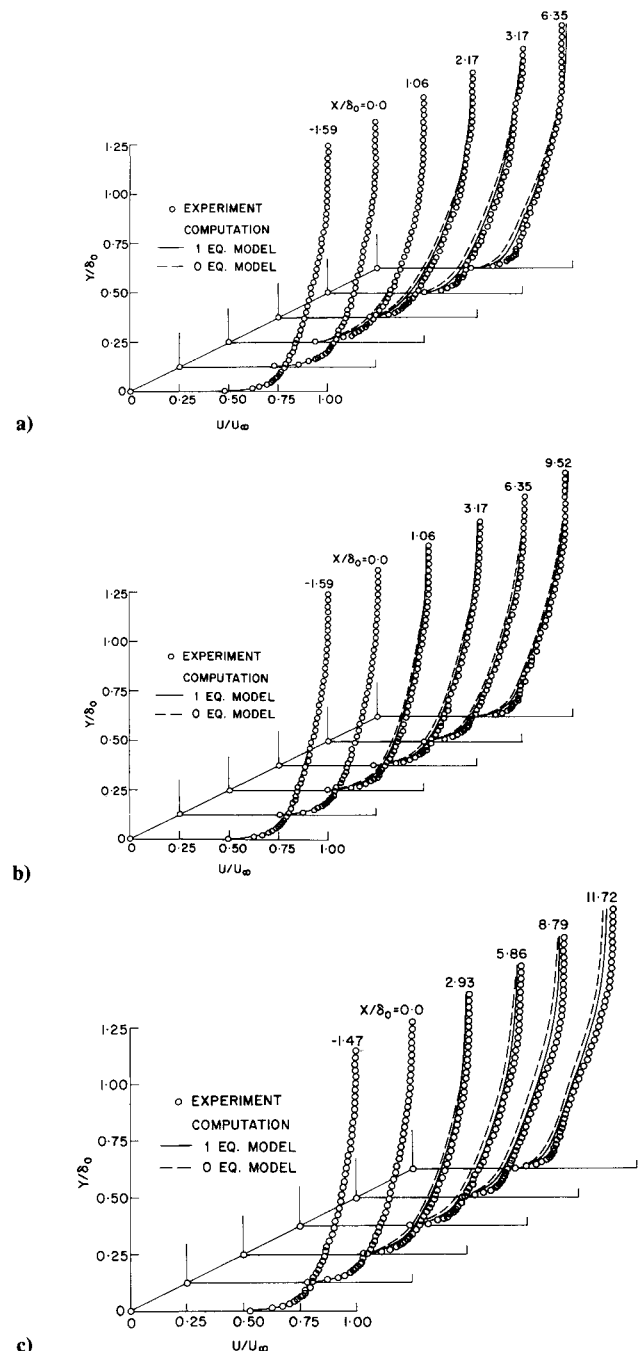 6·35
3·17
2·17
1·06
X/δ₀=0.0
-1.59
1·25
1·00
0·75
0·50
0·25
0
Y/δ₀
○ EXPERIMENT
COMPUTATION
— 1 EQ. MODEL
--- 0 EQ. MODEL
0 0·25 0·50 0·75 1·00
U/U∞
a)
9·52
6·35
3·17
1·06
X/δ₀=0·0
-1·59
1·25
1·00
0·75
0·50
0·25
0
Y/δ₀
○ EXPERIMENT
COMPUTATION
— 1 EQ. MODEL
--- 0 EQ. MODEL
0 0·25 0·50 0·75 1·00
U/U∞
b)
11·72
8·79
5·86
2·93
X/δ₀=0·0
-1·47
1·25
1·00
0·75
0·50
0·25
0
Y/δ₀
○ EXPERIMENT
COMPUTATION
— 1 EQ. MODEL
--- 0 EQ. MODEL
0 0·25 0·50 0·75 1·00
U/U∞
c)